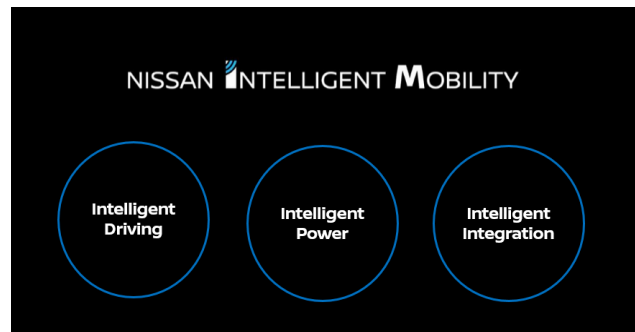 NISSAN INTELLIGENT MOBILITY
Intelligent
Driving
Intelligent
Power
Intelligent
Integration